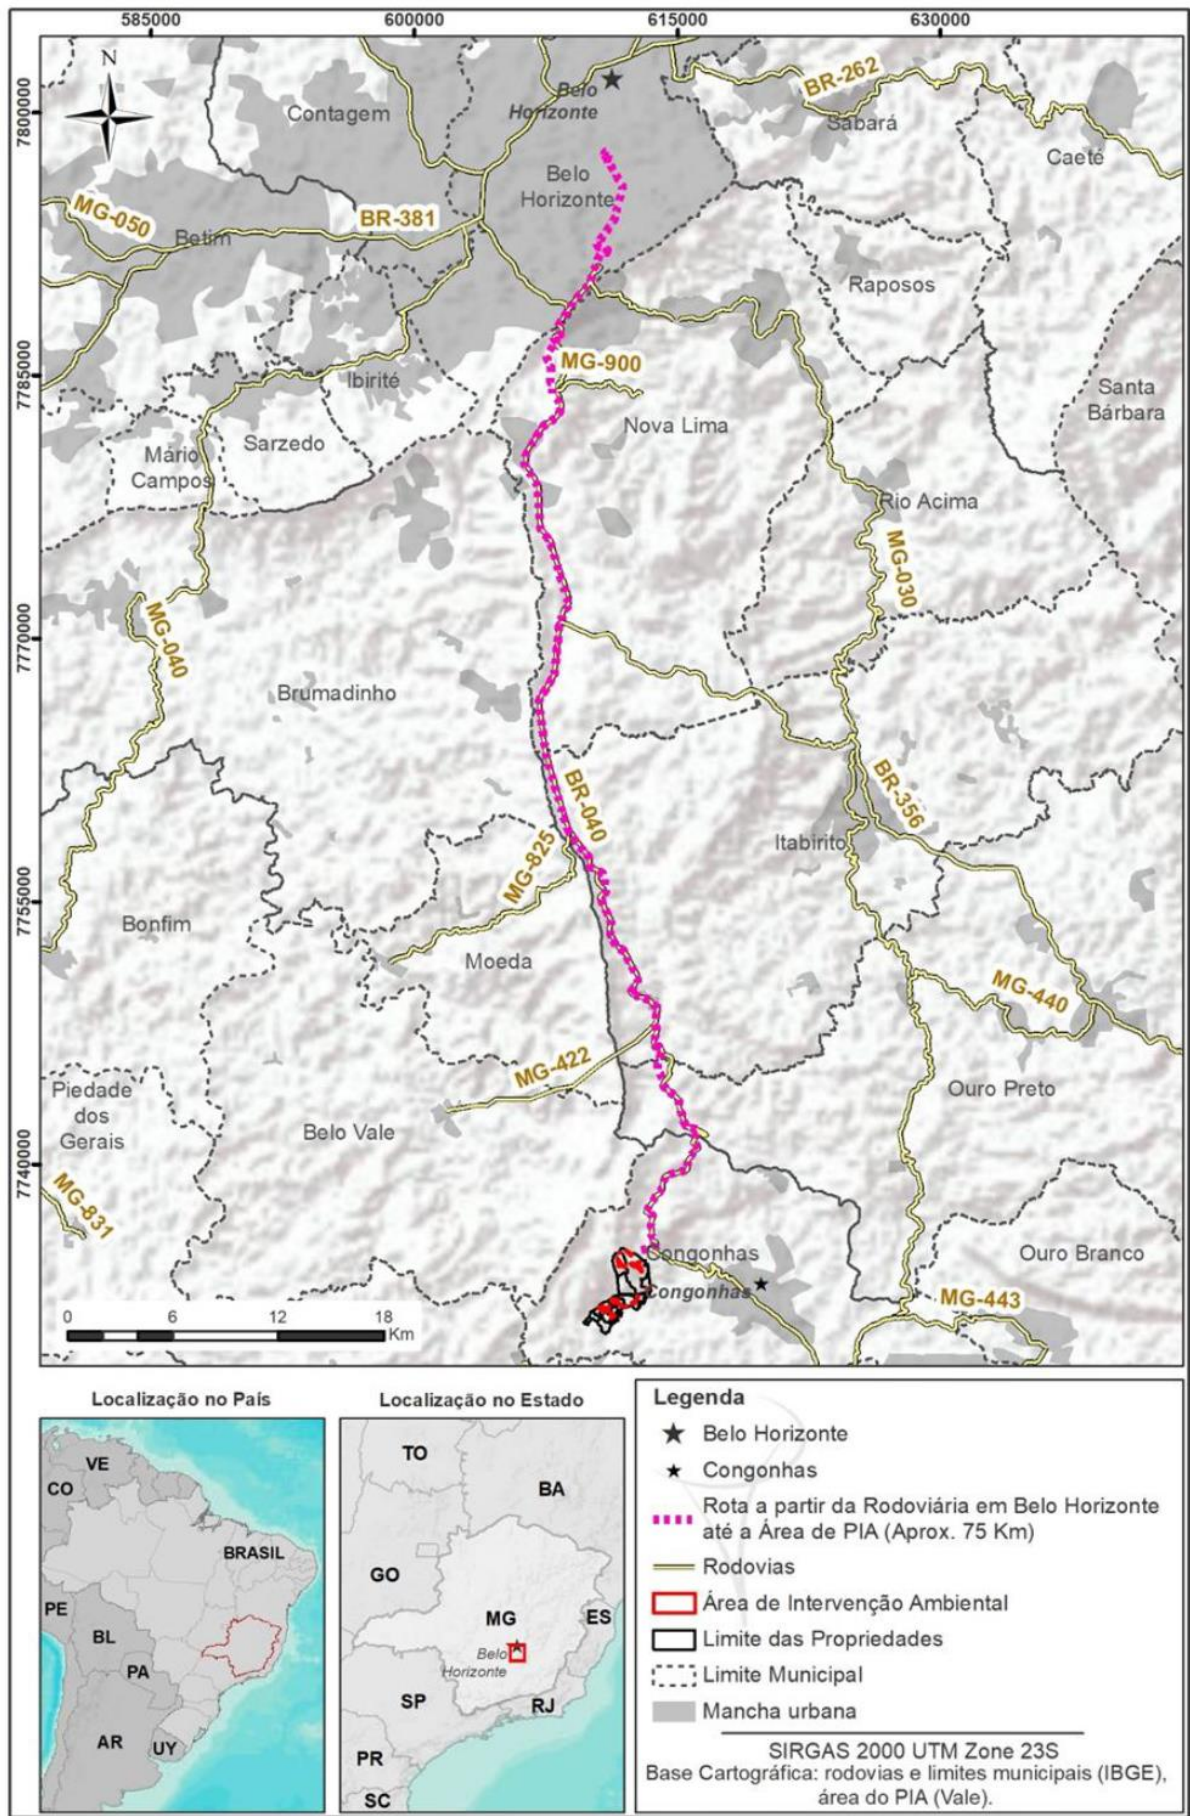 585000 600000 615000 630000
N
7800000
7785000
7770000
7755000
7740000
BR-262
Belo
Horizonte
Contagem
Sabará
Caeté
Belo
Horizonte
MG-050
BR-381
Betim
Raposos
MG-900
Ibirité
Santa
Bárbara
Nova Lima
Sarzedo
Mário
Campos
Rio Acima
MG-030
MG-040
Brumadinho
BR-040
BR-356
Itabirito
MG-825
Bonfim
Moeda
MG-440
MG-422
Ouro Preto
Piedade
dos
Gerais
Belo Vale
MG-831
Congonhas
Ouro Branco
Congonhas
MG-443
0 6 12 18
Km
Localização no País
VE
CO
BRASIL
PE
BL
PA
AR
UY
Localização no Estado
TO
BA
GO
MG
ES
Belo
Horizonte
SP
RJ
PR
SC
Legenda
Belo Horizonte
Congonhas
Rota a partir da Rodoviária em Belo Horizonte
até a Área de PIA (Aprox. 75 Km)
Rodovias
Área de Intervenção Ambiental
Limite das Propriedades
Limite Municipal
Mancha urbana
SIRGAS 2000 UTM Zone 23S
Base Cartográfica: rodovias e limites municipais (IBGE),
área do PIA (Vale).